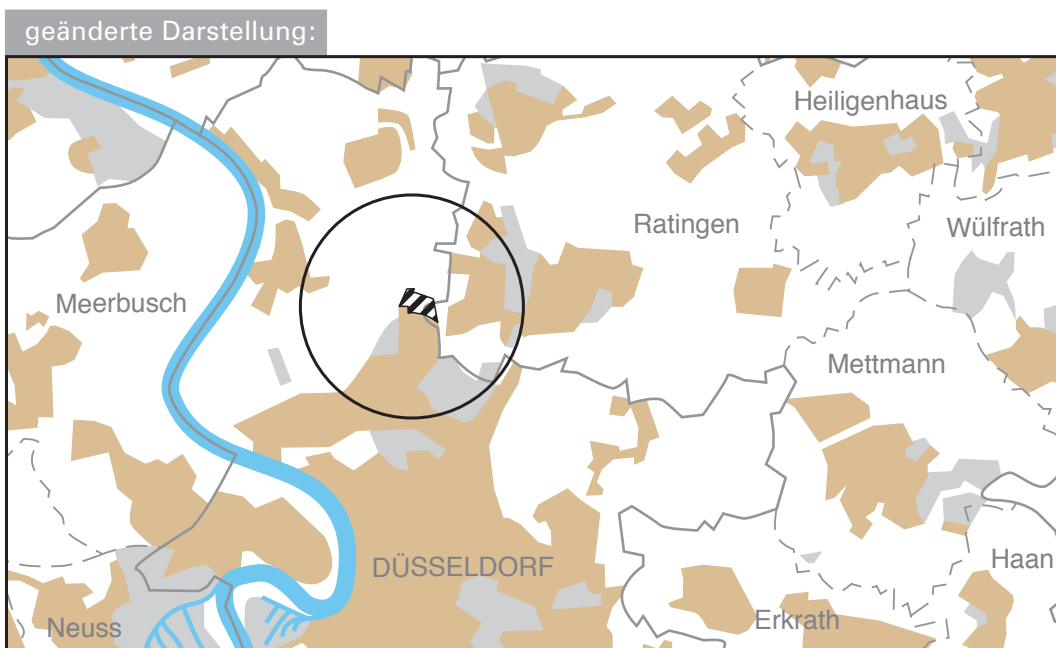 geänderte Darstellung:
Heiligenhaus
Ratingen
Wülfrath
Meerbusch
Mettmann
DÜSSELDORF
Haan
Erkrath
Neuss